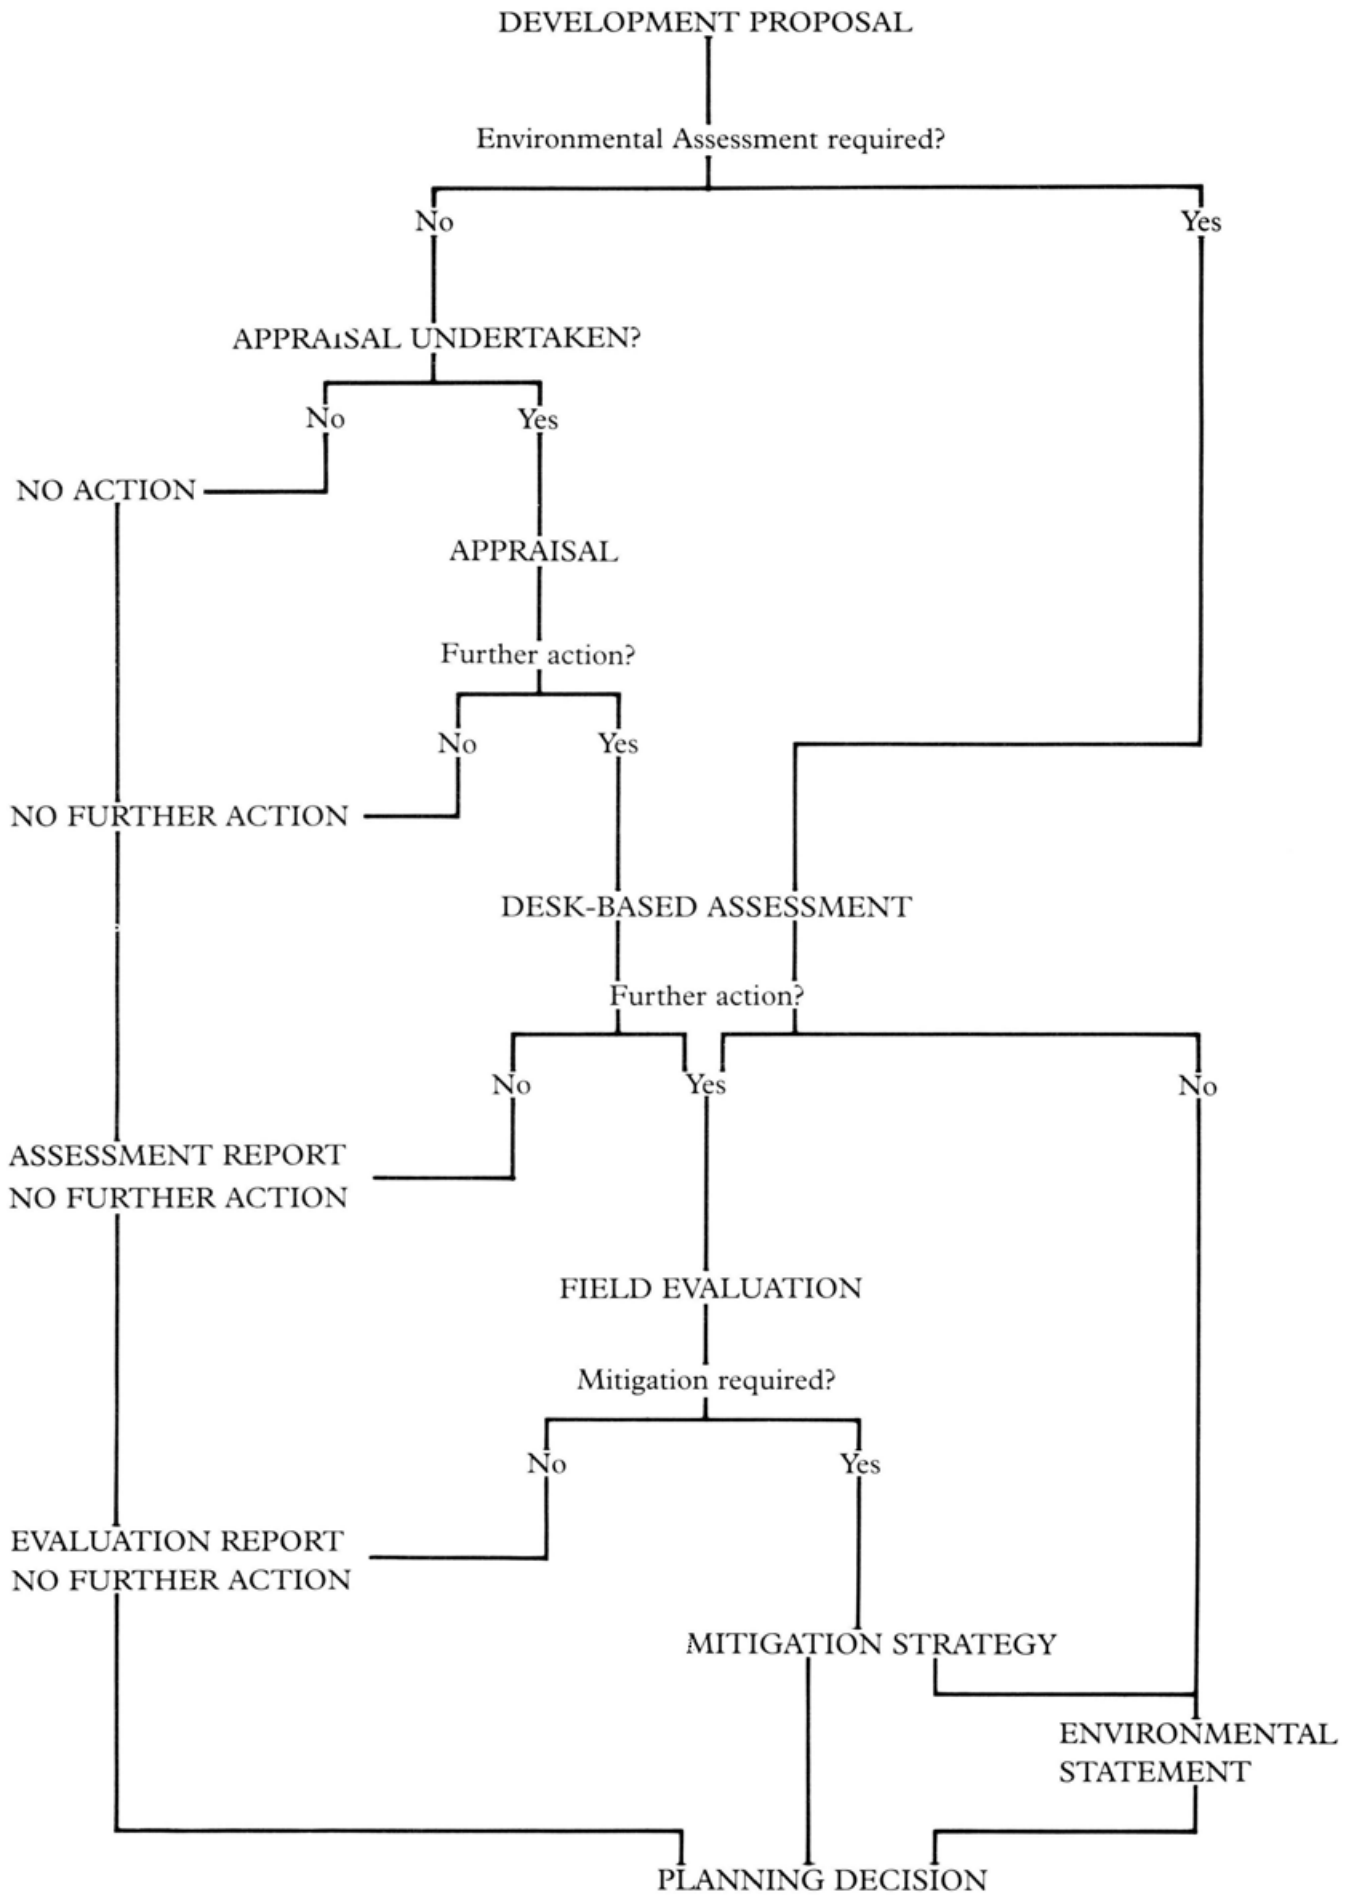 DEVELOPMENT PROPOSAL
Environmental Assessment required?
No
Yes
APPRAISAL UNDERTAKEN?
No
Yes
NO ACTION
APPRAISAL
Further action?
No
Yes
NO FURTHER ACTION
DESK-BASED ASSESSMENT
Further action?
No
Yes
No
ASSESSMENT REPORT
NO FURTHER ACTION
FIELD EVALUATION
Mitigation required?
No
Yes
EVALUATION REPORT
NO FURTHER ACTION
MITIGATION STRATEGY
ENVIRONMENTAL
STATEMENT
PLANNING DECISION